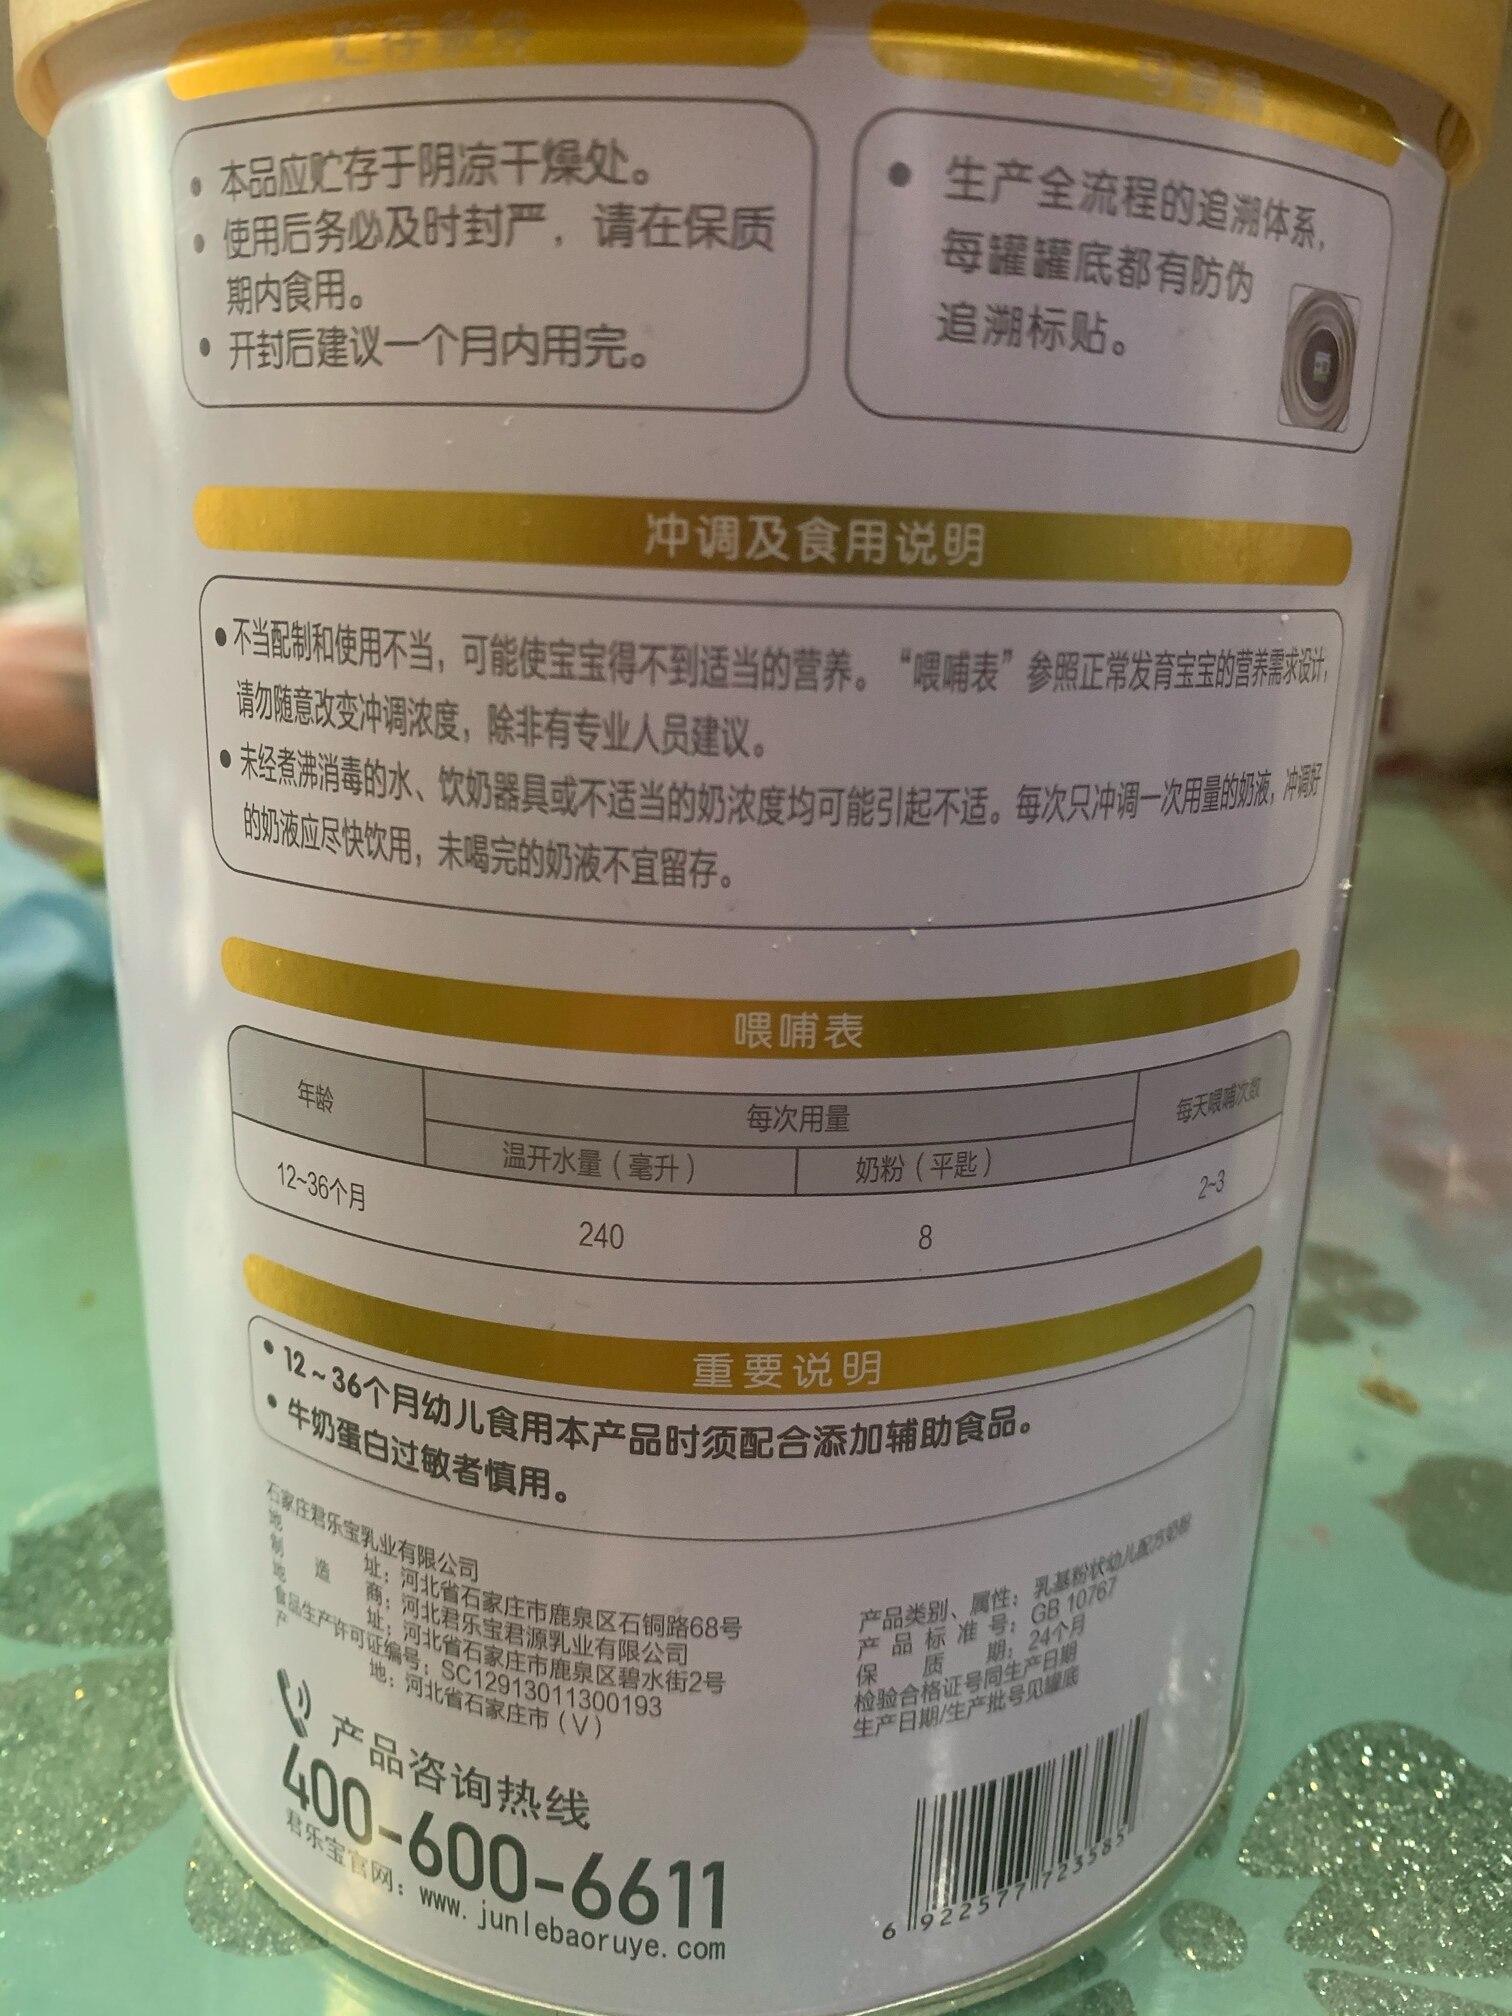 贮存条件
本品应贮存于阴凉干燥处。
使用后务必及时封严，请在保质
期内食用。
开封后建议一个月内用完。
生产全流程的追溯体系，
每罐罐底都有防伪
追溯标贴。
冲调及食用说明
不当配制和使用不当，可能使宝宝得不到适当的营养。“喂哺表”参照正常发育宝宝的营养需求设计，
请勿随意改变冲调浓度，除非有专业人员建议。
未经煮沸消毒的水、饮奶器具或不适当的奶浓度均可能引起不适。每次只冲调一次用量的奶液，冲调好
的奶液应尽快饮用，未喝完的奶液不宜留存。
喂哺表
年龄 每次用量 每天喂哺次数
温开水量（毫升） 奶粉（平匙）
12~36个月 240 8 2~3
重要说明
12~36个月幼儿食用本产品时须配合添加辅助食品。
牛奶蛋白过敏者慎用。
石家庄君乐宝乳业有限公司
地址：河北省石家庄市鹿泉区石铜路68号
制造商：河北君乐宝君源乳业有限公司
地址：河北省石家庄市鹿泉区碧水街2号
食品生产许可证编号：SC12913011300193
产地：河北省石家庄市（V）
产品咨询热线
400-600-6611
君乐宝官网：www.junlebaoruye.com
产品类别、属性：乳基粉状幼儿配方奶粉
产品标准号：GB 10767
保质期：24个月
检验合格证号同生产日期
生产日期/生产批号见罐底
6 922577 723585